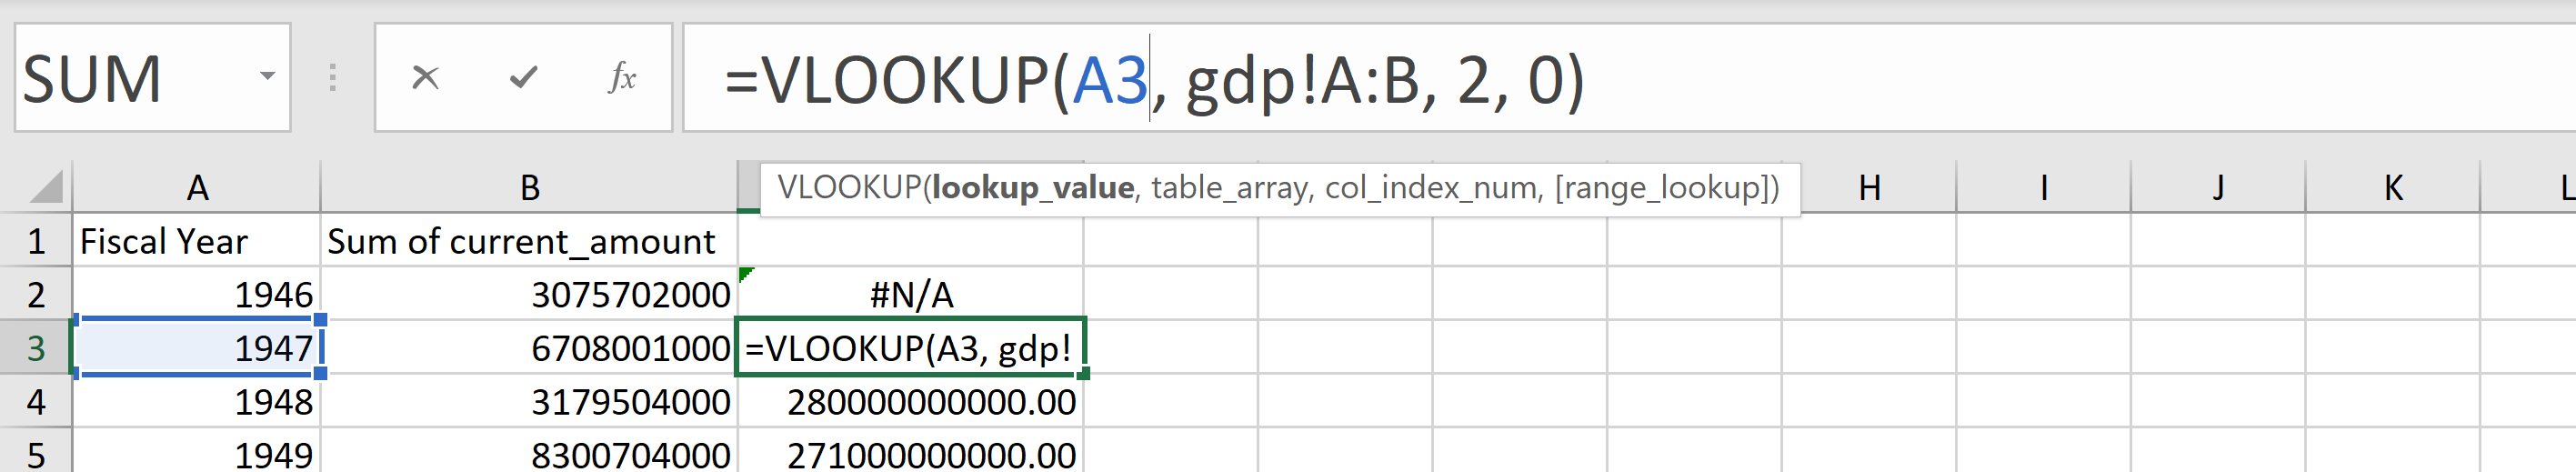 SUM fx =VLOOKUP(A3, gdp!A:B, 2, 0)
A B VLOOKUP(lookup_value, table_array, col_index_num, [range_lookup]) H I J K L
1 Fiscal Year Sum of current_amount
2 1946 3075702000 #N/A
3 1947 6708001000 =VLOOKUP(A3, gdp!
4 1948 3179504000 280000000000.00
5 1949 8300704000 271000000000.00